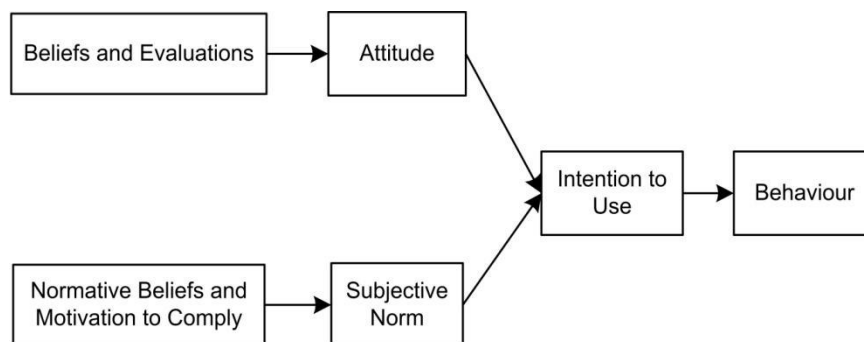 Beliefs and Evaluations
Attitude
Intention to
Use
Behaviour
Normative Beliefs and
Motivation to Comply
Subjective
Norm